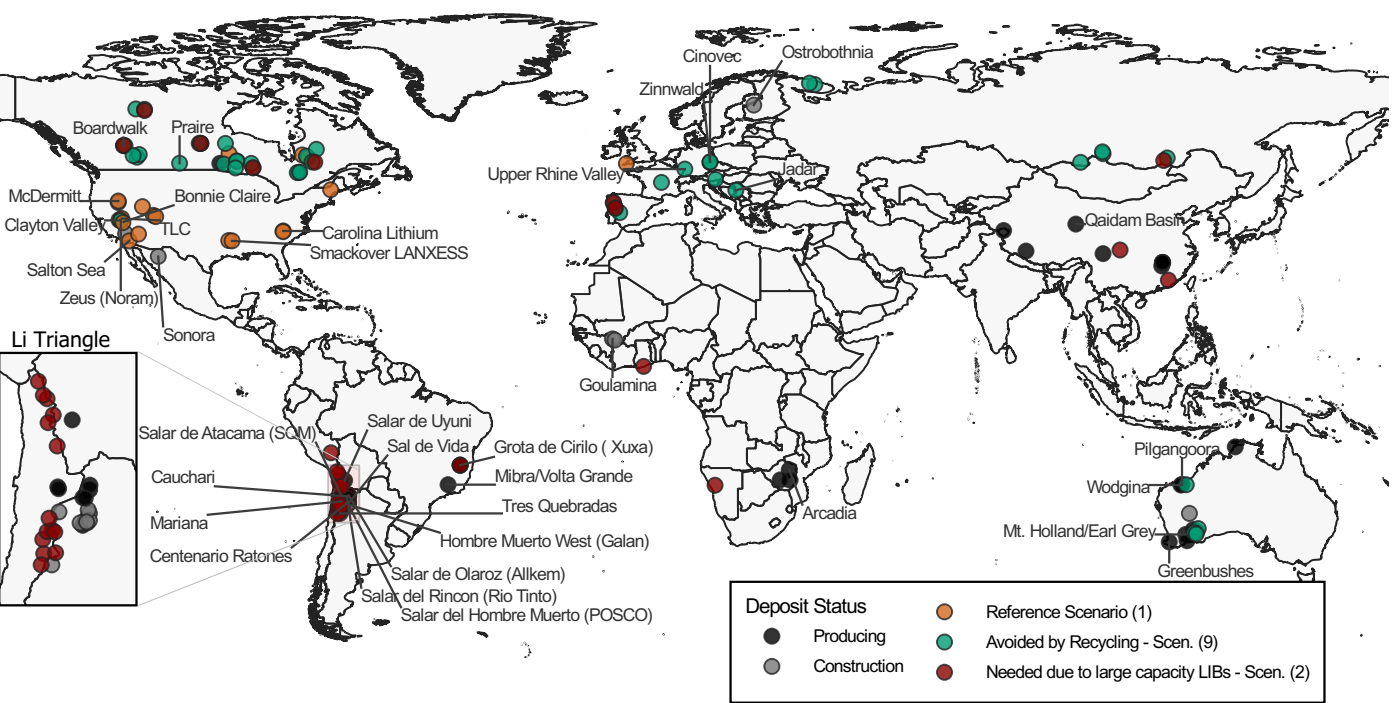 Cinovec
Ostrobothnia
Zinnwald
Boardwalk
Praire
Upper Rhine Valley
Jadar
McDermitt
Bonnie Claire
Clayton Valley
TLC
Carolina Lithium
Smackover LANXESS
Qaidam Basin
Salton Sea
Zeus (Noram)
Sonora
Li Triangle
Goulamina
Salar de Uyuni
Salar de Atacama (SQM)
Sal de Vida
Grota de Cirilo ( Xuxa)
Pilgangoora
Cauchari
Mibra/Volta Grande
Wodgina
Tres Quebradas
Arcadia
Mariana
Mt. Holland/Earl Grey
Hombre Muerto West (Galan)
Centenario Ratones
Greenbushes
Salar de Olaroz (Allkem)
Salar del Rincon (Rio Tinto)
Salar del Hombre Muerto (POSCO)
Deposit Status
Producing
Construction
Reference Scenario (1)
Avoided by Recycling - Scen. (9)
Needed due to large capacity LIBs - Scen. (2)